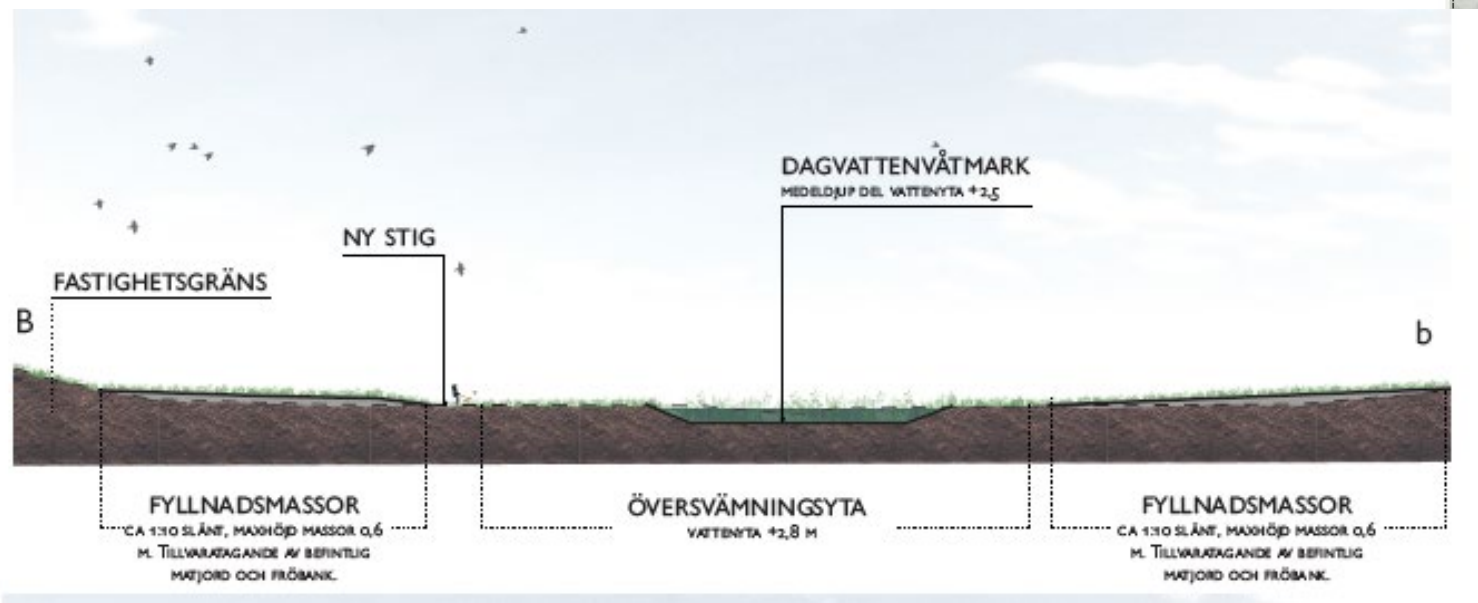 DAGVATTENVÅTMARK
MEDELDJUP DEL VATTENYTA +2,5
NY STIG
FASTIGHETSGRÄNS
B
b
FYLLNADSMASSOR
CA 1:10 SLÄNT, MAXHÖJD MASSOR 0,6
M. TILLVARATAGANDE AV BEFINTLIG
MATJORD OCH FRÖBANK.
ÖVERSVÄMNINGSYTA
VATTENYTA +2,8 M
FYLLNADSMASSOR
CA 1:10 SLÄNT, MAXHÖJD MASSOR 0,6
M. TILLVARATAGANDE AV BEFINTLIG
MATJORD OCH FRÖBANK.